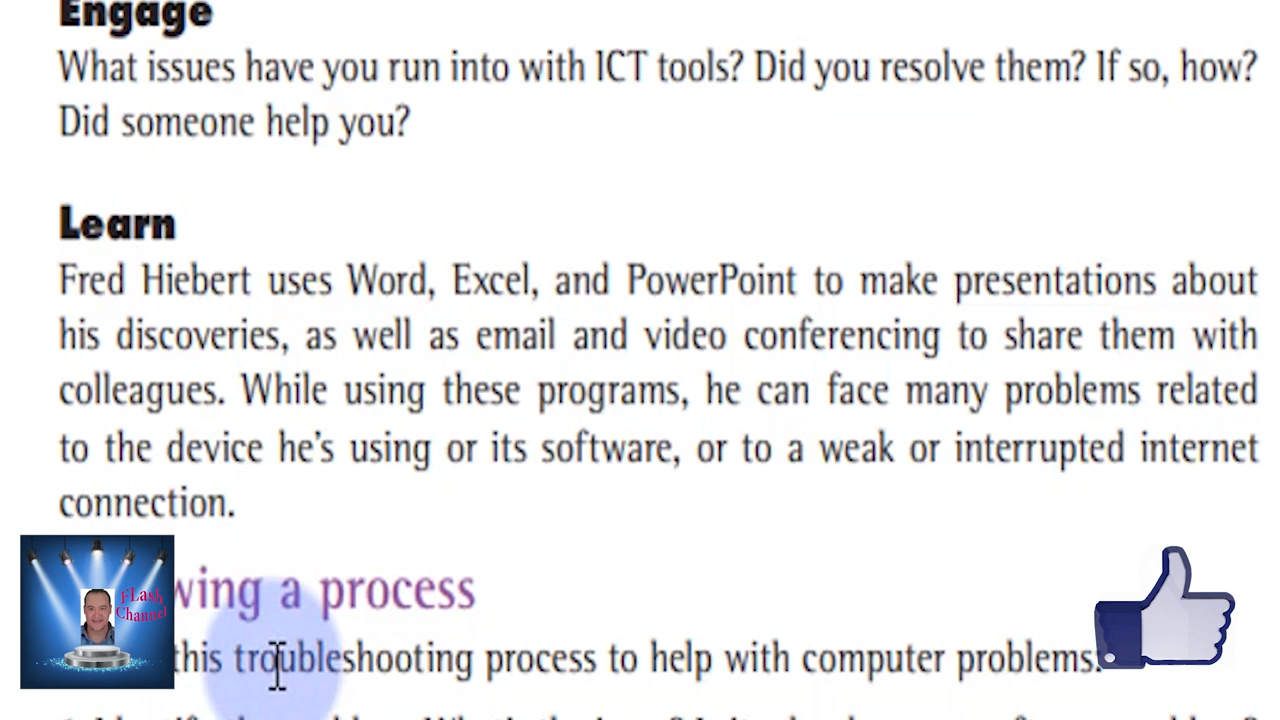 Engage
What issues have you run into with ICT tools? Did you resolve them? If so, how?
Did someone help you?
Learn
Fred Hiebert uses Word, Excel, and PowerPoint to make presentations about
his discoveries, as well as email and video conferencing to share them with
colleagues. While using these programs, he can face many problems related
to the device he's using or its software, or to a weak or interrupted internet
connection.
wing a process
this troubleshooting process to help with computer problems:
FLash
Channel